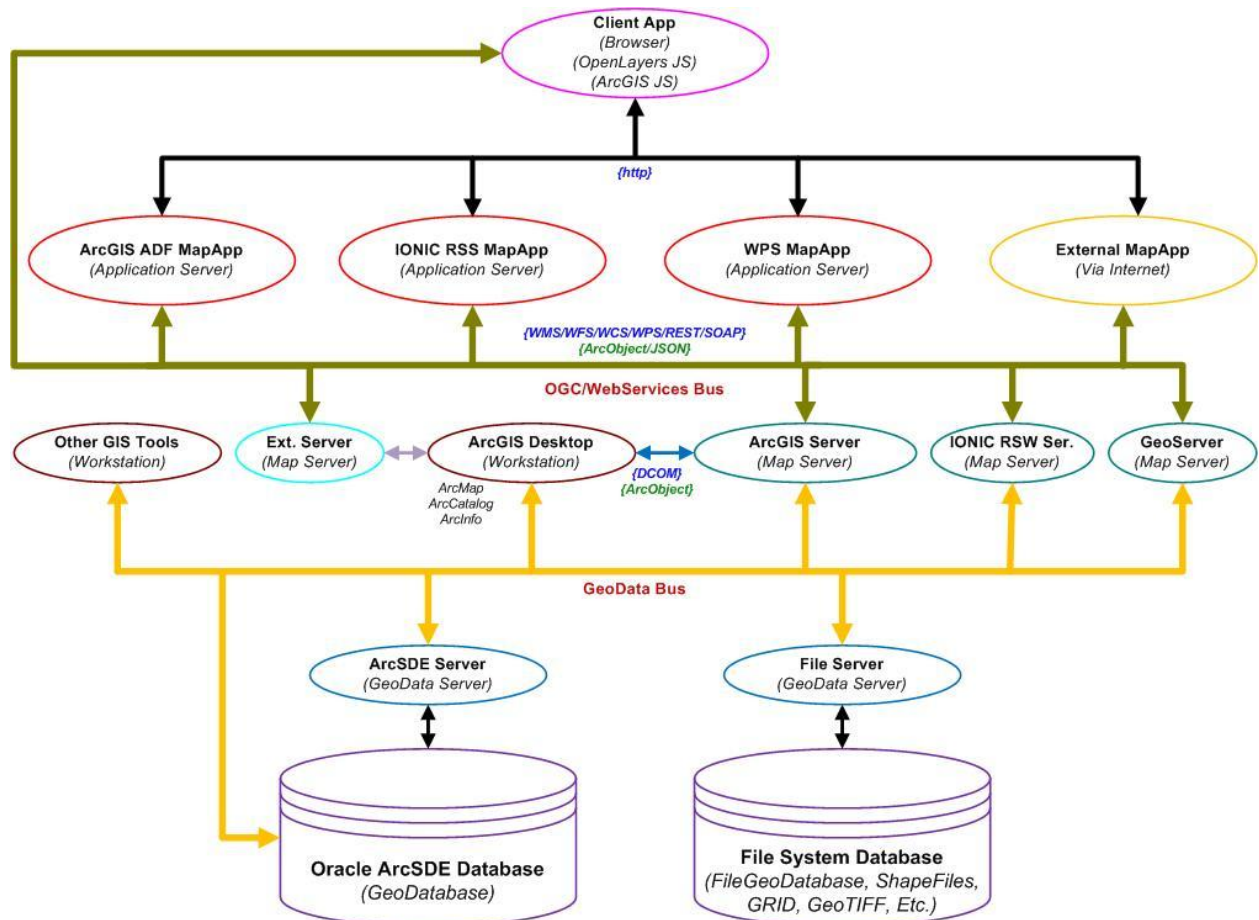 Client App
(Browser)
(OpenLayers JS)
(ArcGIS JS)
{http}
ArcGIS ADF MapApp
(Application Server)
IONIC RSS MapApp
(Application Server)
WPS MapApp
(Application Server)
External MapApp
(Via Internet)
{WMS/WFS/WCS/WPS/REST/SOAP}
{ArcObject/JSON}
OGC/WebServices Bus
Other GIS Tools
(Workstation)
Ext. Server
(Map Server)
ArcGIS Desktop
(Workstation)
ArcMap
ArcCatalog
ArcInfo
{DCOM}
{ArcObject}
ArcGIS Server
(Map Server)
IONIC RSW Ser.
(Map Server)
GeoServer
(Map Server)
GeoData Bus
ArcSDE Server
(GeoData Server)
File Server
(GeoData Server)
Oracle ArcSDE Database
(GeoDatabase)
File System Database
(FileGeoDatabase, ShapeFiles,
GRID, GeoTIFF, Etc.)